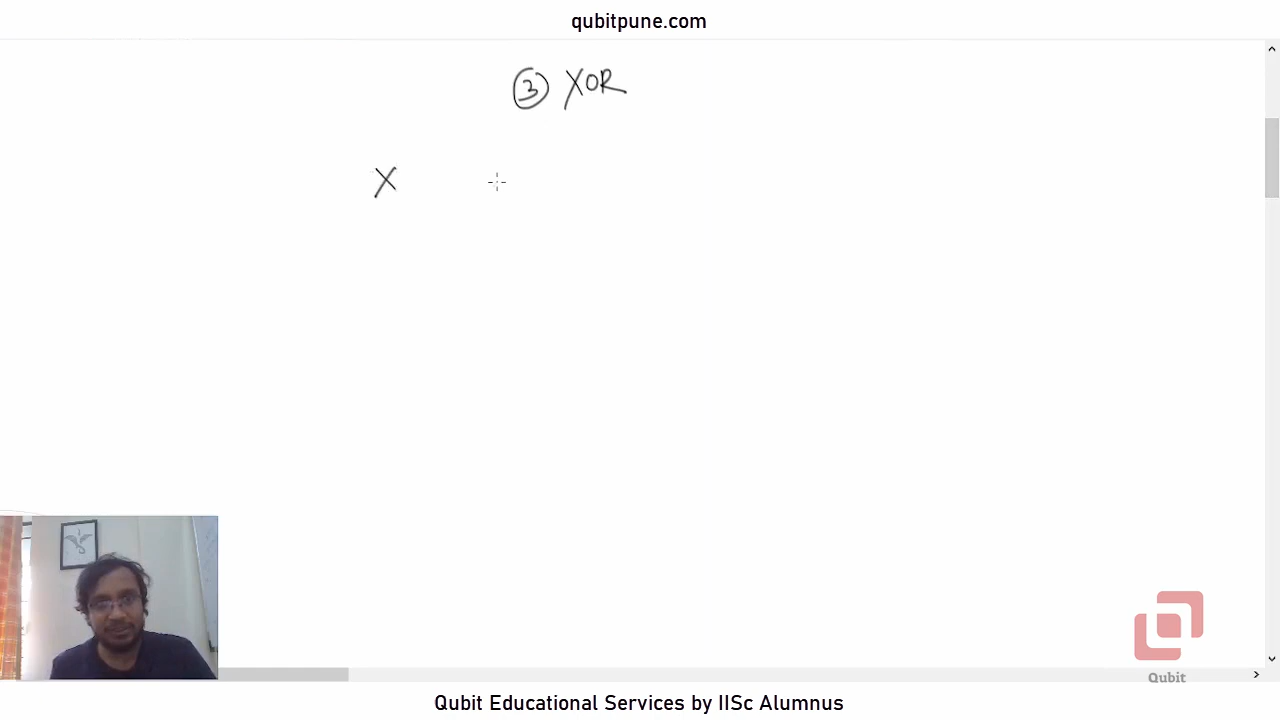 qubitpune.com
③ XOR
X
Qubit
Qubit Educational Services by IISc Alumnus